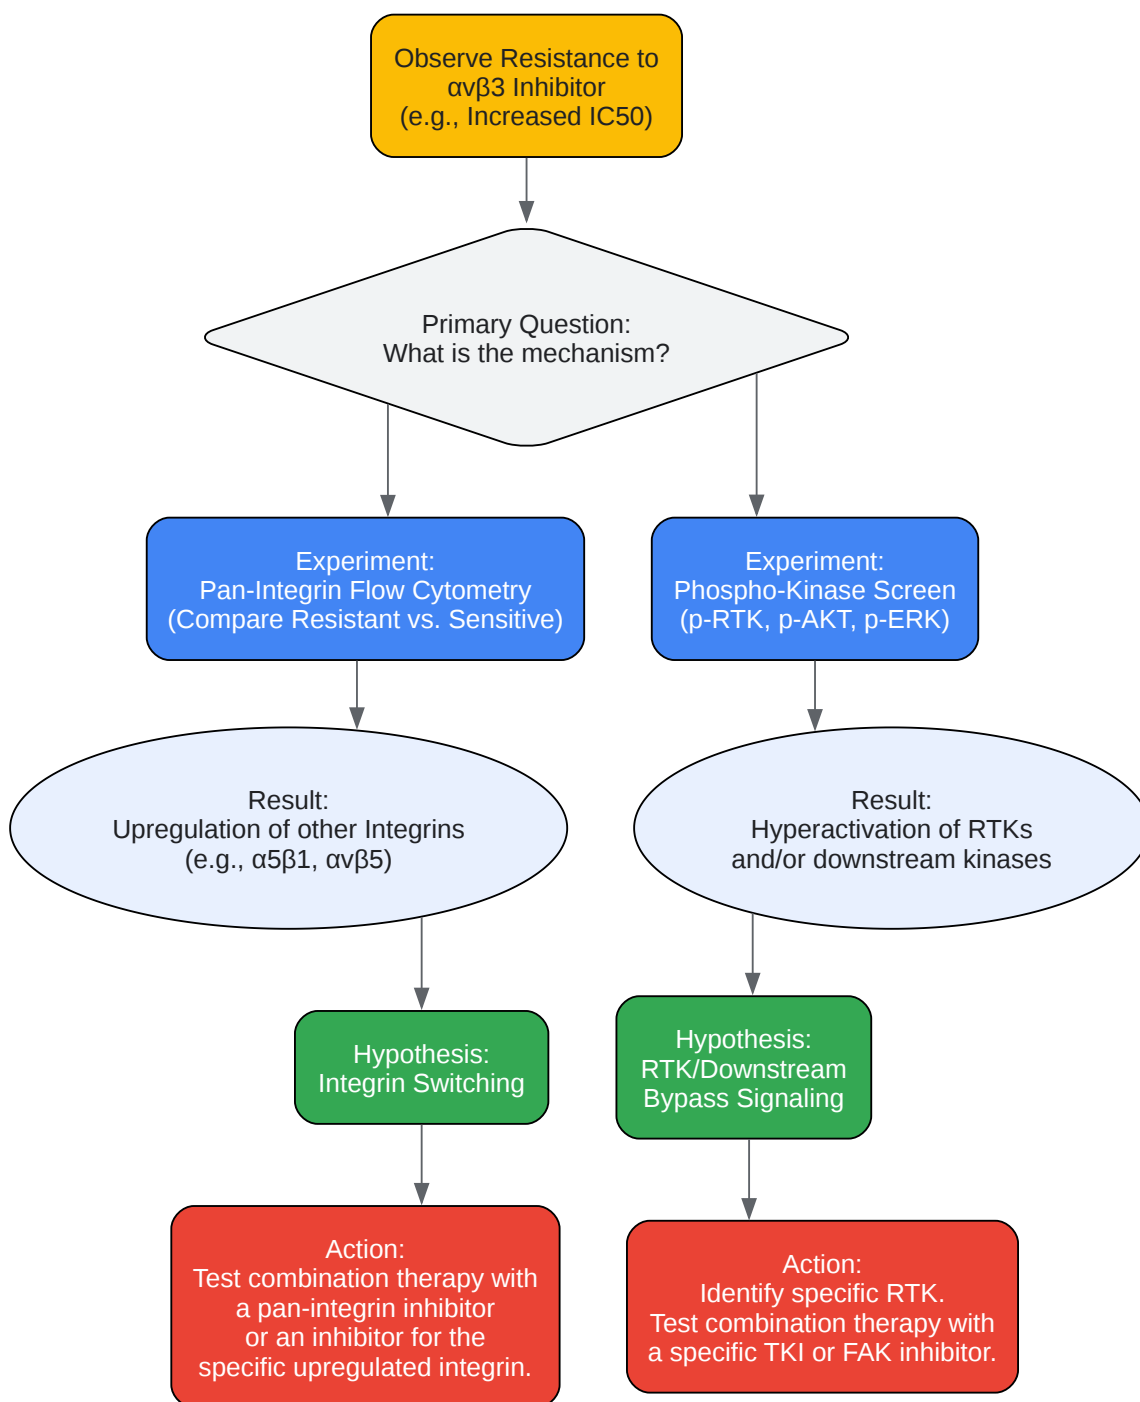 Observe Resistance to
αvβ3 Inhibitor
(e.g., Increased IC50)
Primary Question:
What is the mechanism?
Experiment:
Pan-Integrin Flow Cytometry
(Compare Resistant vs. Sensitive)
Experiment:
Phospho-Kinase Screen
(p-RTK, p-AKT, p-ERK)
Result:
Upregulation of other Integrins
(e.g., α5β1, αvβ5)
Result:
Hyperactivation of RTKs
and/or downstream kinases
Hypothesis:
Integrin Switching
Hypothesis:
RTK/Downstream
Bypass Signaling
Action:
Test combination therapy with
a pan-integrin inhibitor
or an inhibitor for the
specific upregulated integrin.
Action:
Identify specific RTK.
Test combination therapy with
a specific TKI or FAK inhibitor.